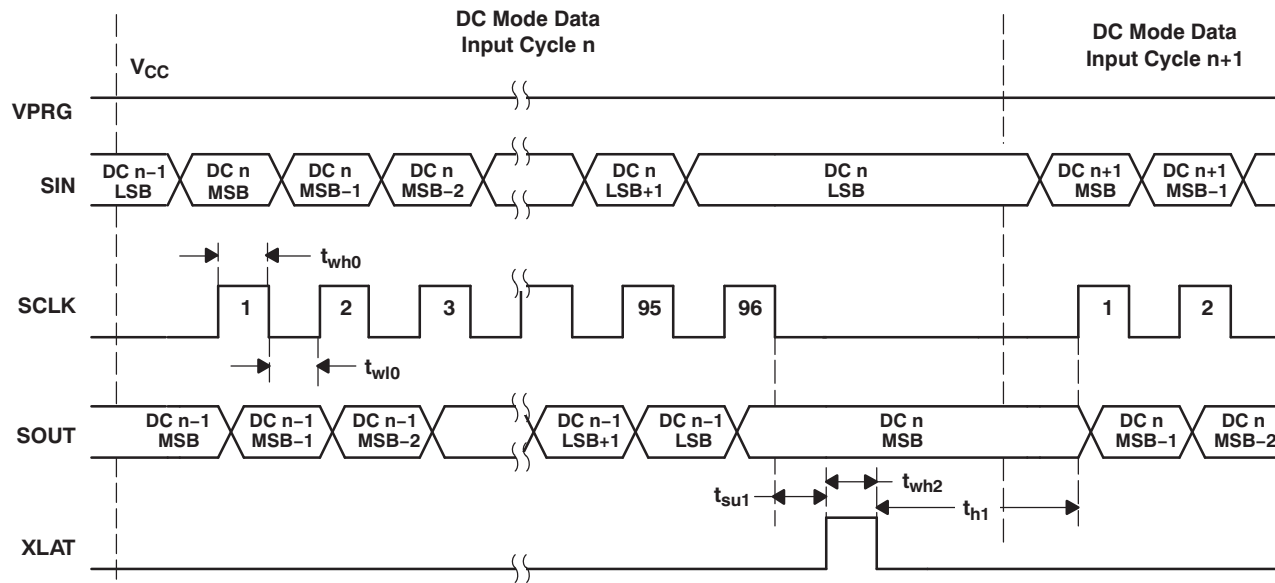 DC Mode Data
Input Cycle n
DC Mode Data
Input Cycle n+1
VCC
VPRG
SIN
DC n−1
LSB
DC n
MSB
DC n
MSB−1
DC n
MSB−2
DC n
LSB+1
DC n
LSB
DC n+1
MSB
DC n+1
MSB−1
twh0
SCLK
1
2
3
95
96
1
2
twl0
SOUT
DC n−1
MSB
DC n−1
MSB−1
DC n−1
MSB−2
DC n−1
LSB+1
DC n−1
LSB
DC n
MSB
DC n
MSB−1
DC n
MSB−2
tsu1
twh2
th1
XLAT